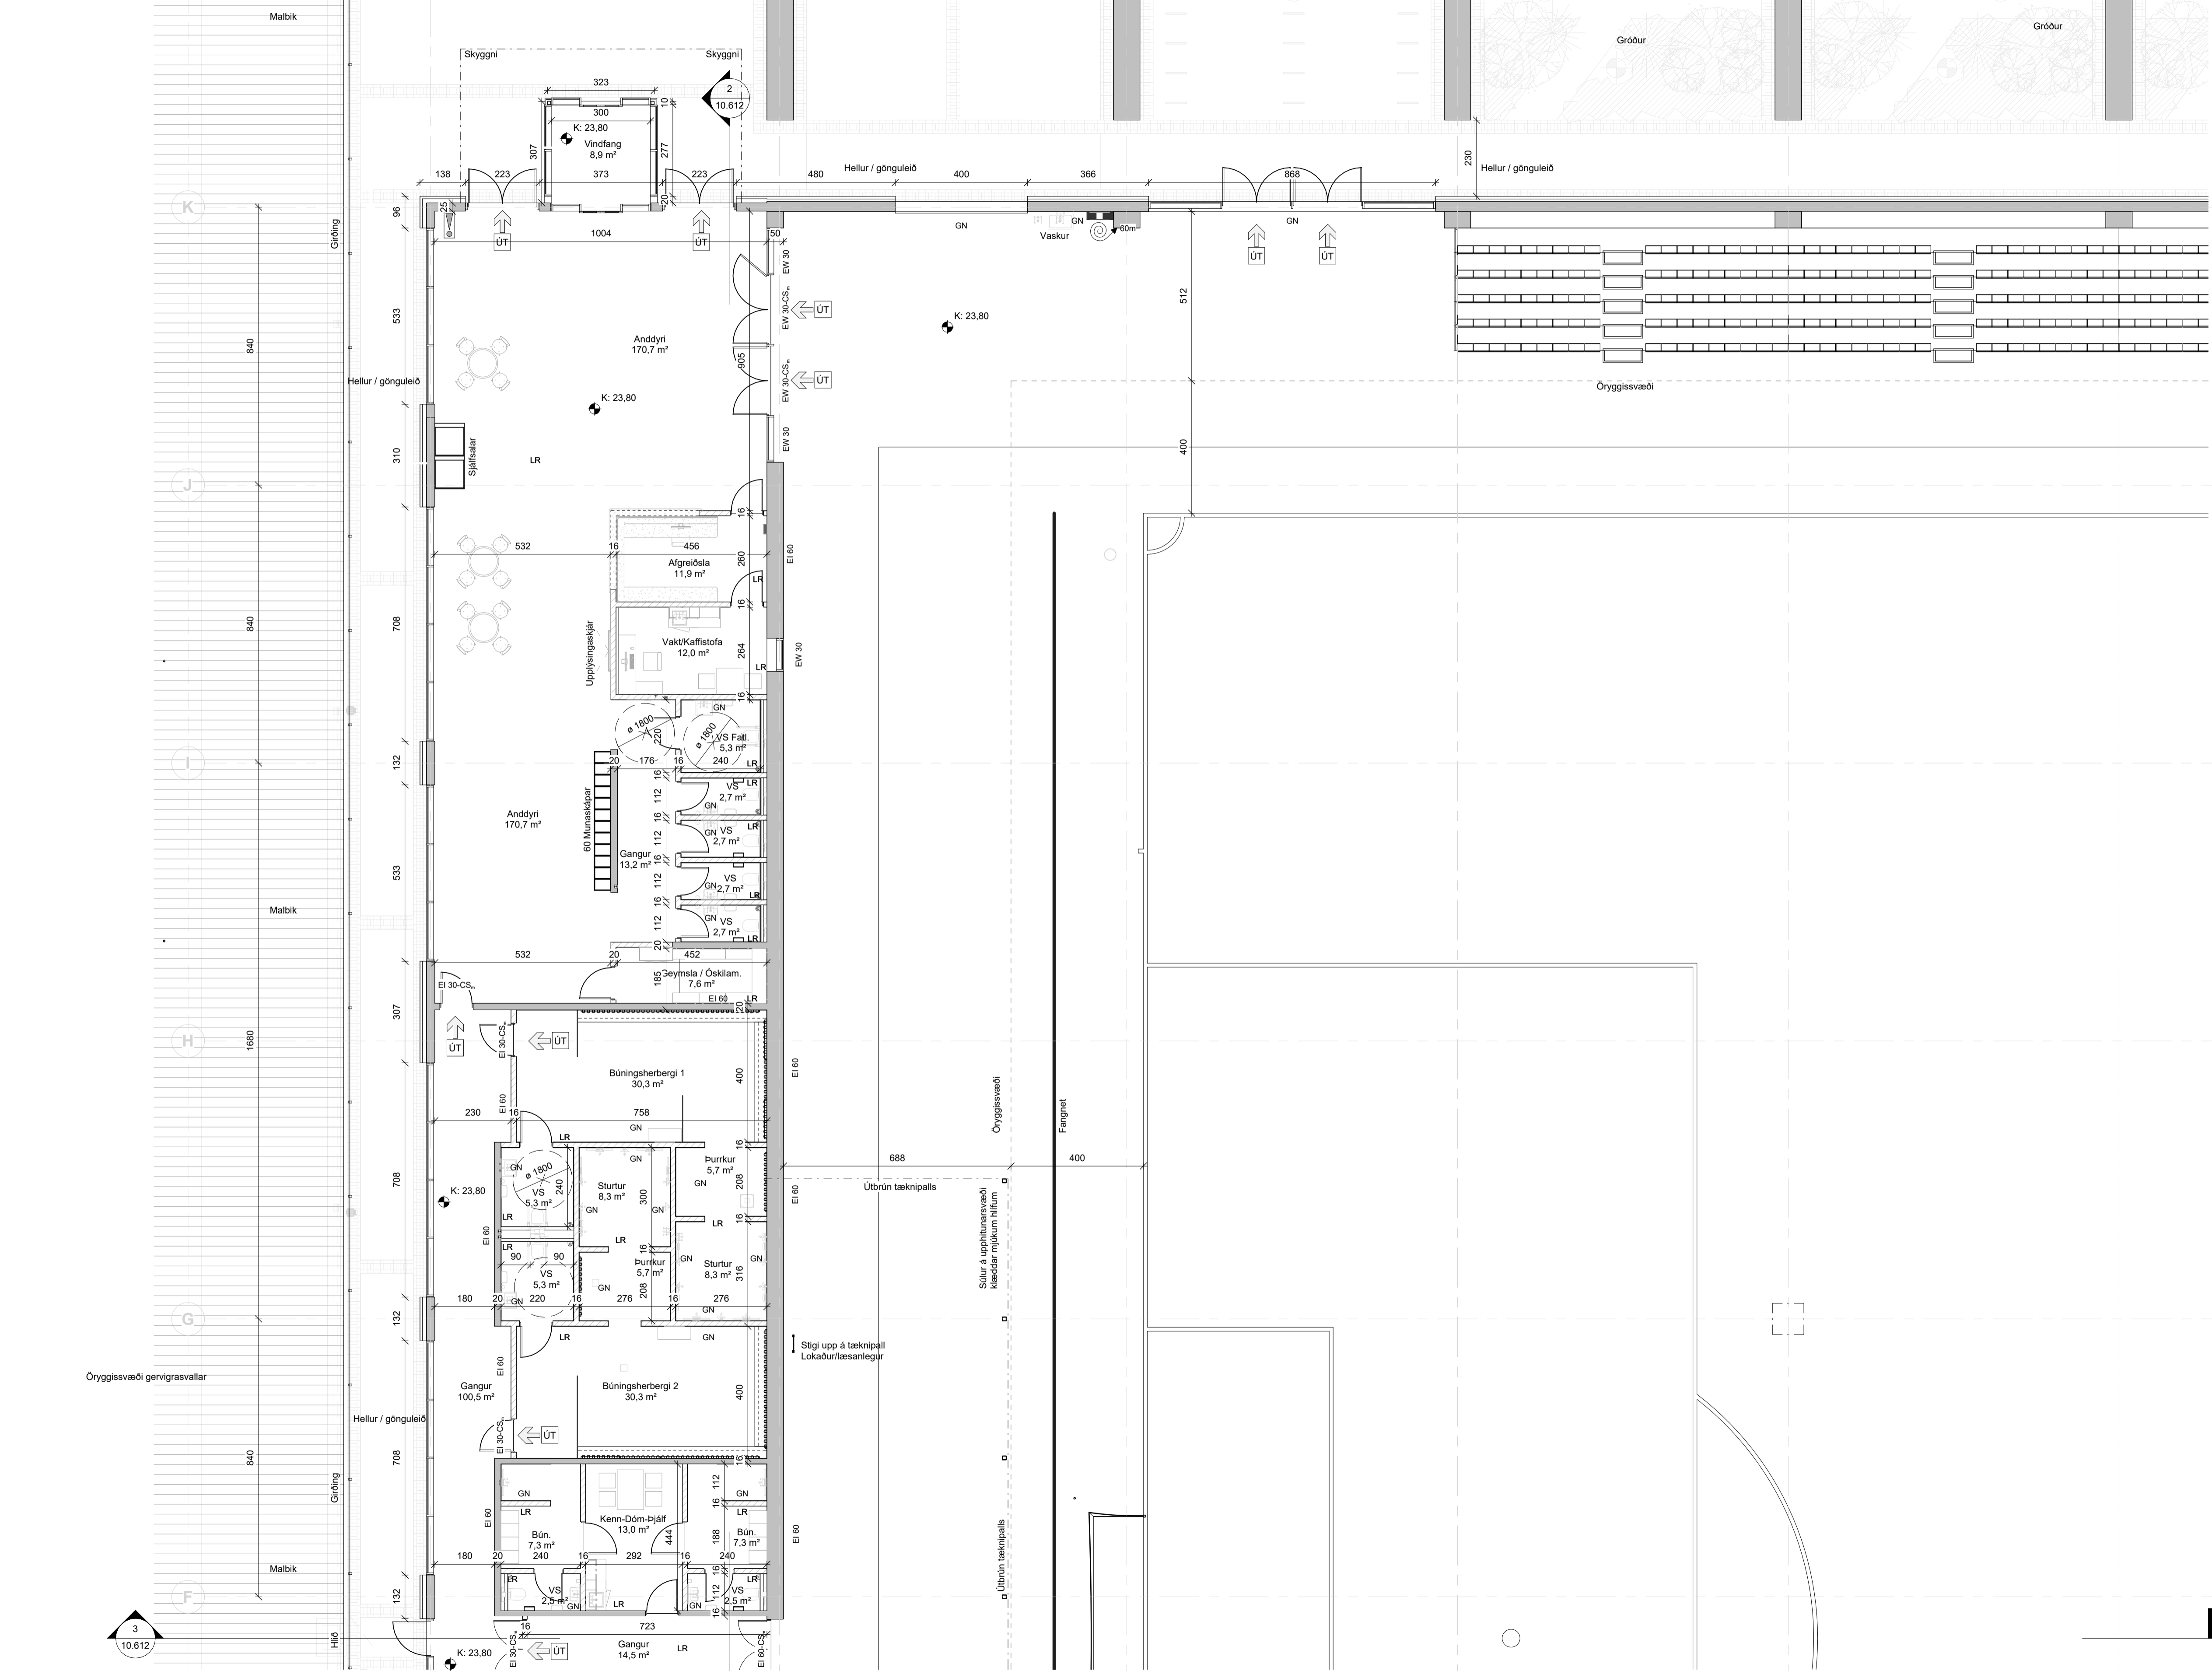 Malbik
Skyggni
Skyggni
Gróður
Gróður
2
10.612
323
10
300
K: 23,80
Vindfang
8,9 m²
307
277
230
138
223
373
223
480
Hellur / gönguleið
400
366
868
Hellur / gönguleið
20
K
Girðing
96
25
ÚT
1004
ÚT
50
GN
Vaskur
GN
60m
GN
ÚT
ÚT
EW 30
EW 30-CSm
ÚT
512
533
840
K: 23,80
Anddyri
170,7 m²
905
EW 30-CSm
ÚT
Hellur / gönguleið
Öryggissvæði
K: 23,80
EW 30
310
Sjálfsalar
LR
400
J
16
532
16
456
260
EI 60
Afgreiðsla
11,9 m²
LR
16
840
708
Upplýsingaskjár
Vakt/Kaffistofa
12,0 m²
264
LR
EW 30
16
GN
ø 1800
ø 1800
220
VS Fatl.
5,3 m²
I
132
20
176
16
240
LR
16
VS
2,7 m²
LR
112
GN
60 Munaskápar
16
Anddyri
170,7 m²
GN
VS
2,7 m²
LR
112
Gangur
13,2 m²
16
533
VS
2,7 m²
112
GN
LR
16
Malbik
GN
VS
2,7 m²
112
LR
20
532
20
452
Geymsla / Óskilam.
7,6 m²
185
EI 30-CSm
EI 60
LR
20
307
1680
H
ÚT
EI 30-CSm
ÚT
EI 60
Búningsherbergi 1
30,3 m²
400
EI 60
230
16
758
Öryggissvæði
Fangnet
GN
LR
16
GN
ø 1800
240
VS
5,3 m²
LR
GN
Sturtur
8,3 m²
300
GN
GN
Þurrkur
5,7 m²
208
GN
16
LR
688
400
Útbrún tæknipalls
EI 60
K: 23,80
708
EI 60
Súlur á upphitunarsvæði
klæddar mjúkum hlífum
LR
90
90
VS
5,3 m²
LR
16
GN
Þurrkur
5,7 m²
208
GN
Sturtur
8,3 m²
316
GN
180
20
GN
220
16
276
16
276
GN
G
132
LR
GN
Stigi upp á tæknipall
Lokaður/læsanlegur
EI 60
Öryggissvæði gervigrasvallar
Gangur
100,5 m²
Búningsherbergi 2
30,3 m²
400
Hellur / gönguleið
EI 30-CSm
ÚT
840
708
16
Girðing
GN
112
GN
LR
16
LR
EI 60
Kenn-Dóm-Þjálf
13,0 m²
Bún.
7,3 m²
444
188
Bún.
7,3 m²
EI 60
Útbrún tæknipalls
Malbik
180
20
240
16
292
16
240
16
LR
LR
VS
2,5 m²
GN
LR
GN
112
VS
2,5 m²
F
132
16
3
10.612
Hlið
16
723
K: 23,80
EI 30-CSm
ÚT
Gangur
14,5 m²
LR
EI 60-CSm